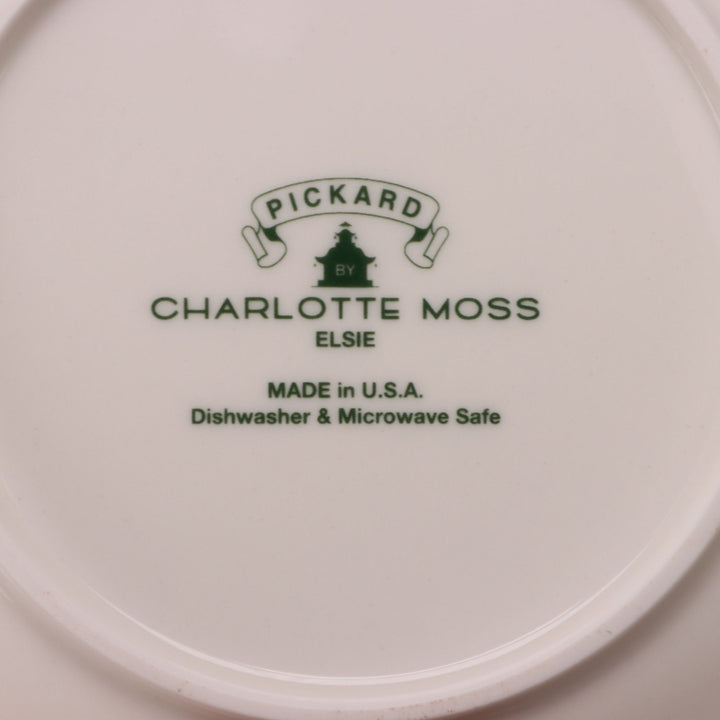 PICKARD
BY
CHARLOTTE MOSS
ELSIE
MADE in U.S.A.
Dishwasher & Microwave Safe